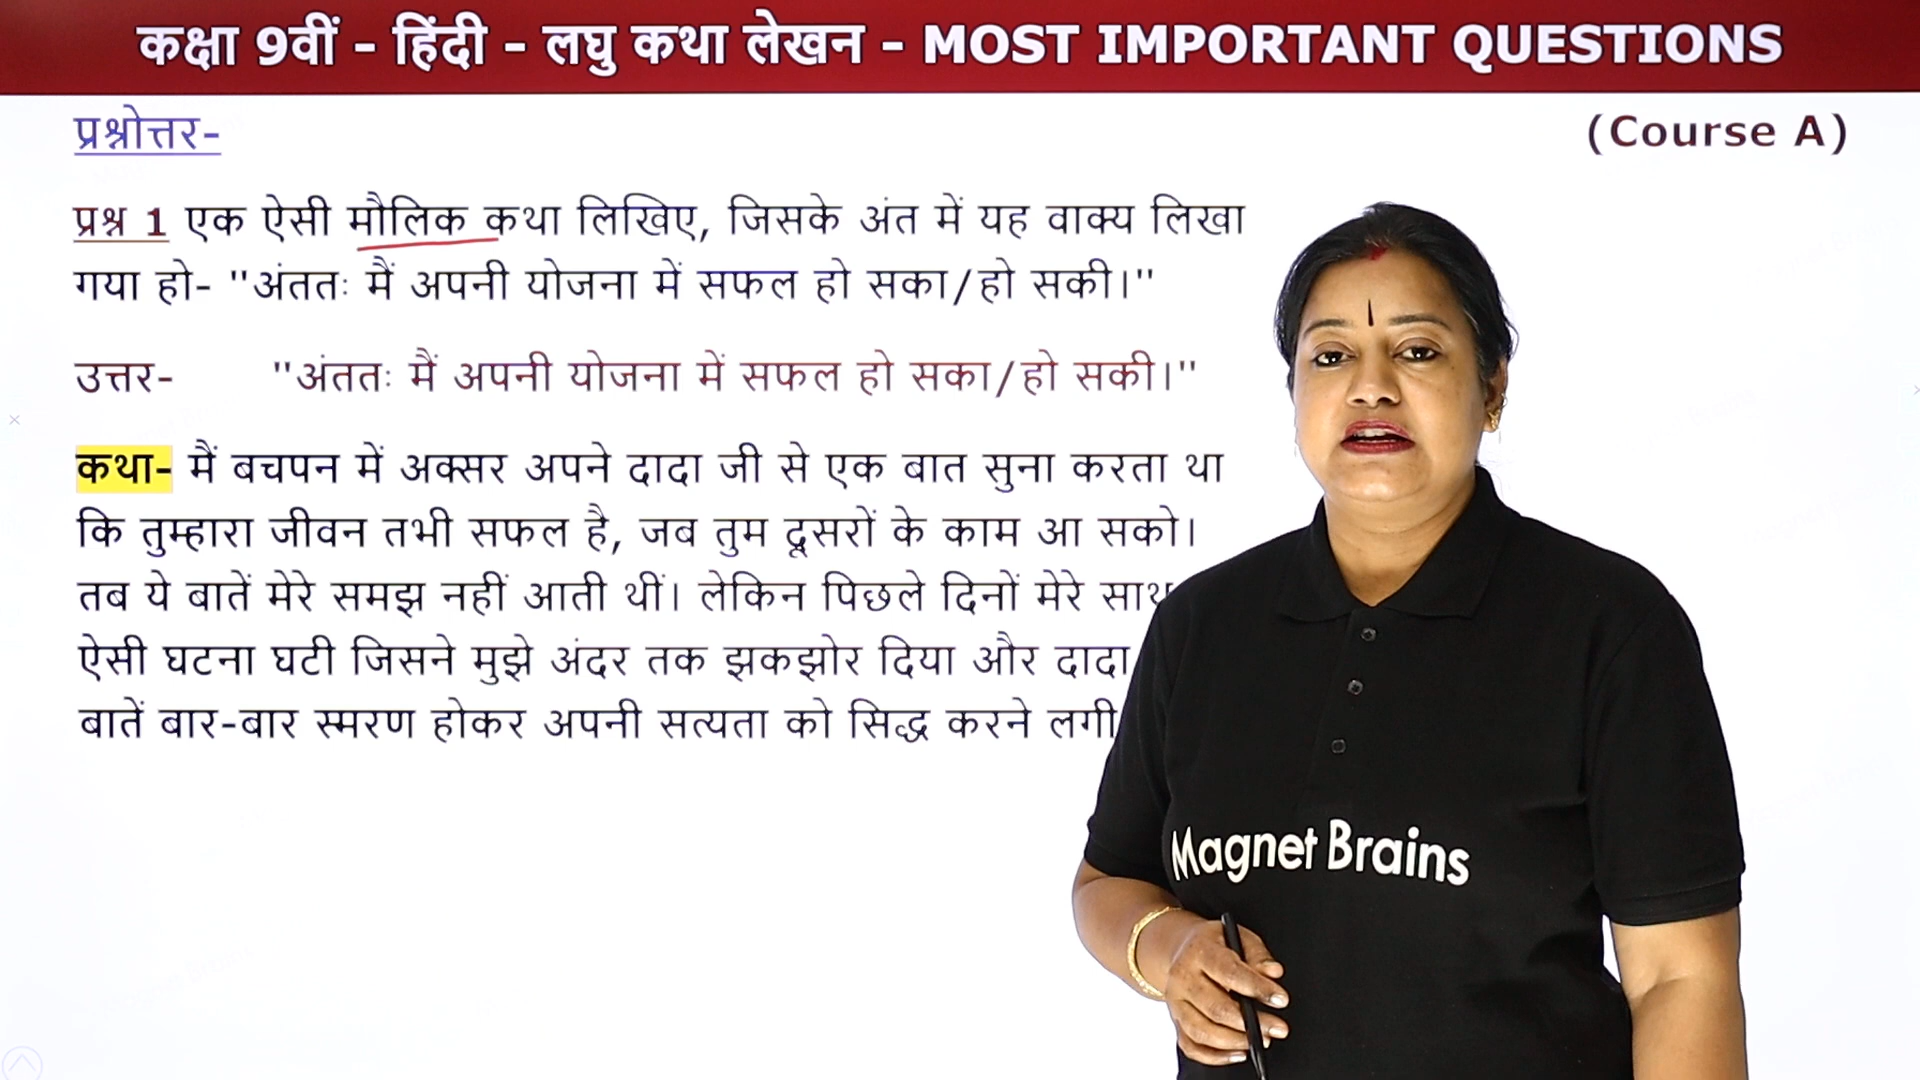 कक्षा 9वीं - हिंदी - लघु कथा लेखन - MOST IMPORTANT QUESTIONS
प्रश्नोत्तर-
(Course A)
प्रश्न 1 एक ऐसी मौलिक कथा लिखिए, जिसके अंत में यह वाक्य लिखा
गया हो- "अंततः मैं अपनी योजना में सफल हो सका/हो सकी।"
उत्तर- "अंततः मैं अपनी योजना में सफल हो सका/हो सकी।"
कथा- मैं बचपन में अक्सर अपने दादा जी से एक बात सुना करता था
कि तुम्हारा जीवन तभी सफल है, जब तुम दूसरों के काम आ सको।
तब ये बातें मेरे समझ नहीं आती थीं। लेकिन पिछले दिनों मेरे साथ
ऐसी घटना घटी जिसने मुझे अंदर तक झकझोर दिया और दादा
बातें बार-बार स्मरण होकर अपनी सत्यता को सिद्ध करने लगी
Magnet Brains